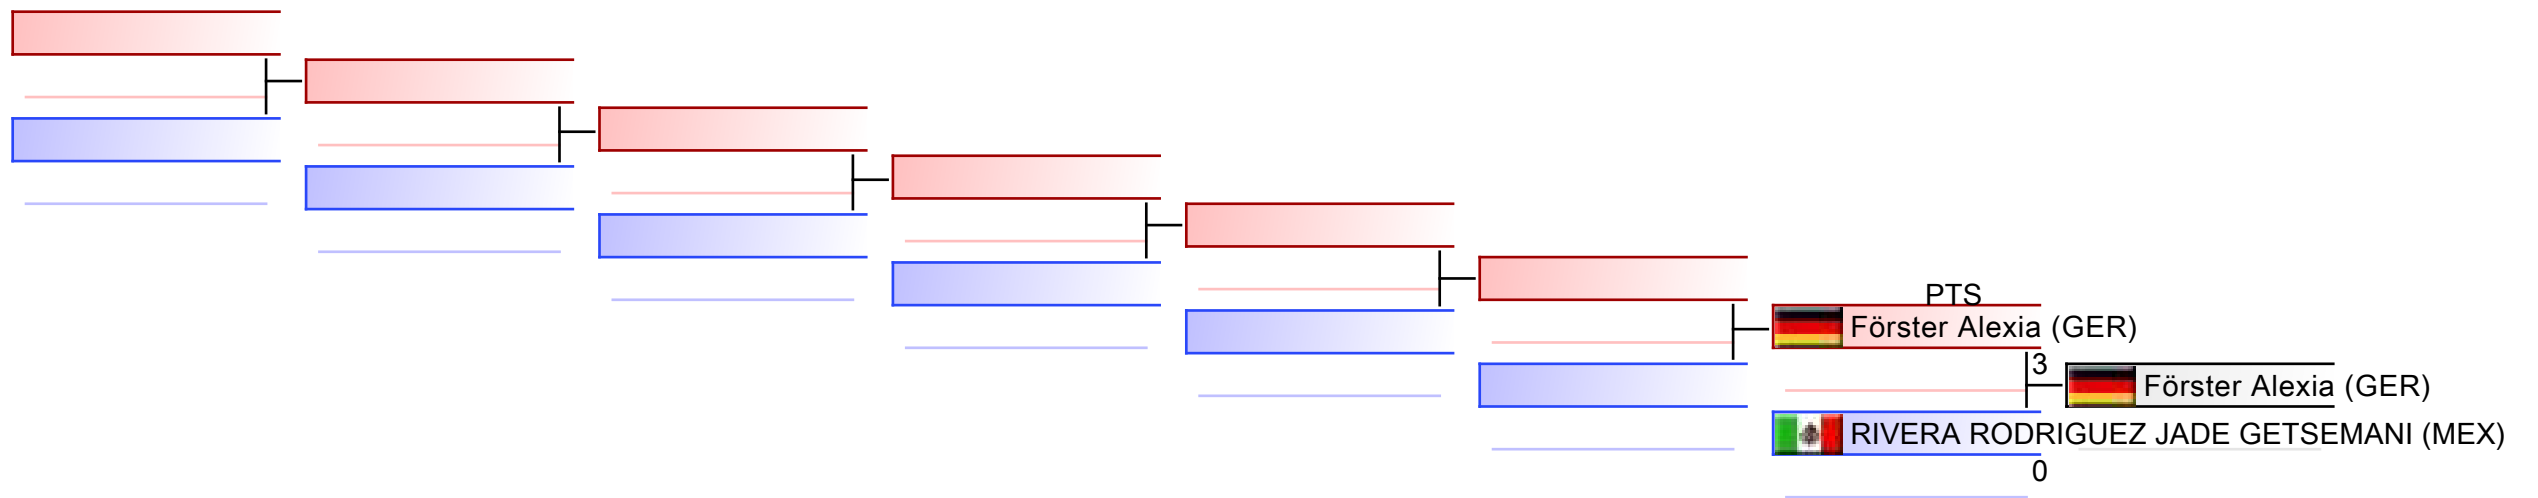 PTS
Förster Alexia (GER)
3
Förster Alexia (GER)
RIVERA RODRIGUEZ JADE GETSEMANI (MEX)
0